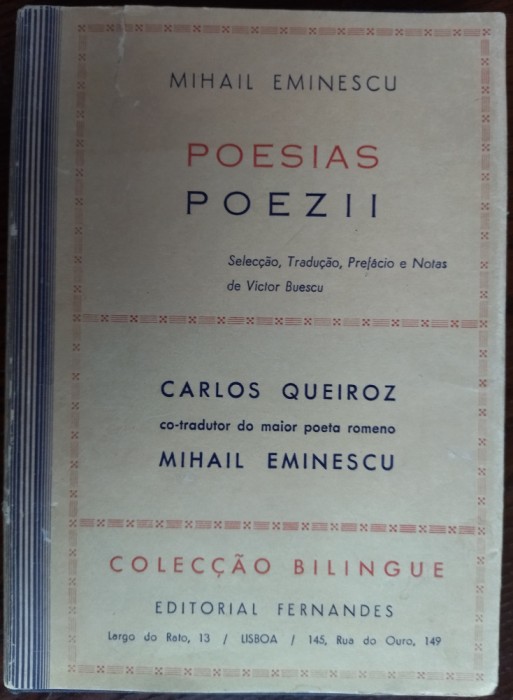 MIHAIL EMINESCU
POESIAS
POEZII
Selecção, Tradução, Prefácio e Notas
de Victor Buescu
CARLOS QUEIROZ
co-tradutor do maior poeta romeno
MIHAIL EMINESCU
COLECÇÃO BILINGUE
EDITORIAL FERNANDES
Largo do Rato, 13 / LISBOA / 145, Rua do Ouro, 149